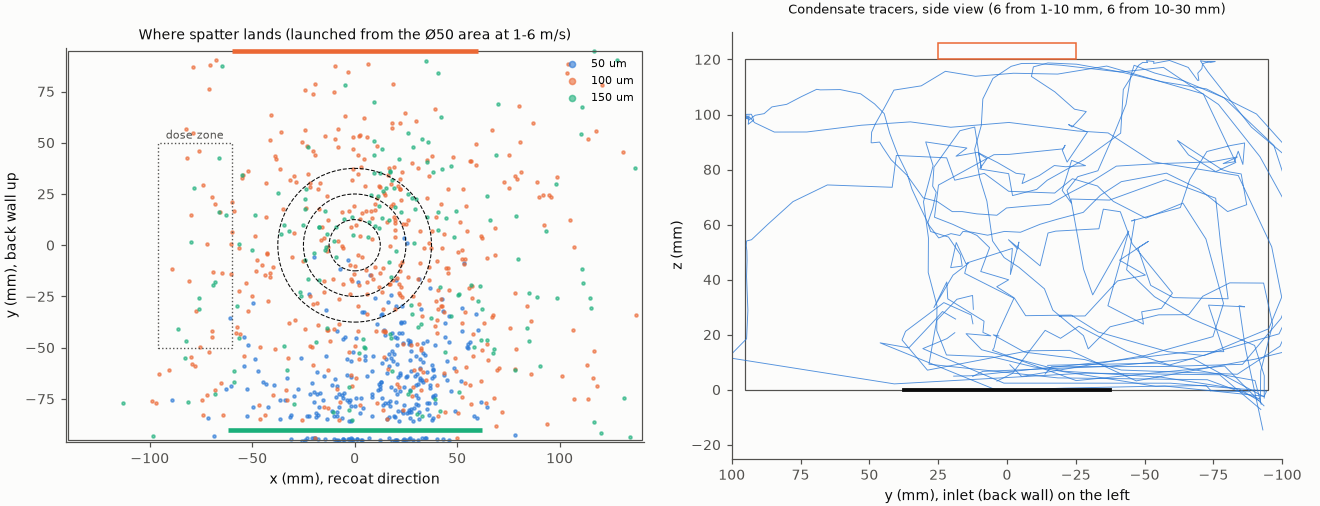 Condensate tracers, side view (6 from 1-10 mm, 6 from 10-30 mm)
Where spatter lands (launched from the Ø50 area at 1-6 m/s)
50 um
100 um
150 um
dose zone
75
50
25
0
−25
−50
−75
y (mm), back wall up
−100
−50
0
50
100
x (mm), recoat direction
120
100
80
60
40
20
0
−20
z (mm)
100
75
50
25
0
−25
−50
−75
−100
y (mm), inlet (back wall) on the left